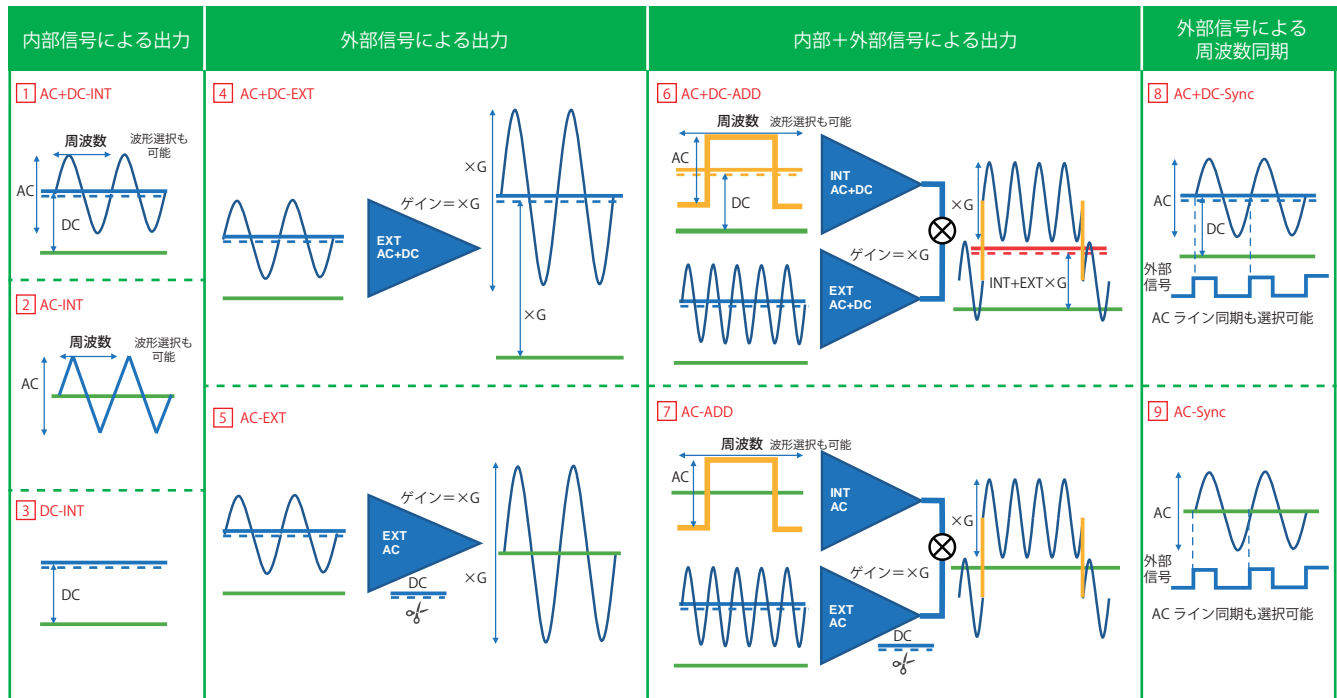 内部信号による出力
外部信号による出力
内部＋外部信号による出力
外部信号による
周波数同期
1 AC+DC-INT
周波数
波形選択も
可能
AC
DC
2 AC-INT
周波数
波形選択も
可能
AC
3 DC-INT
DC
4 AC+DC-EXT
ゲイン＝×G
EXT
AC+DC
×G
×G
5 AC-EXT
ゲイン＝×G
EXT
AC
DC
×G
6 AC+DC-ADD
周波数 波形選択も可能
AC
DC
INT
AC+DC
ゲイン＝×G
EXT
AC+DC
×G
INT+EXT×G
7 AC-ADD
周波数 波形選択も可能
AC
INT
AC
ゲイン＝×G
EXT
AC
DC
×G
8 AC+DC-Sync
AC
DC
外部
信号
AC ライン同期も選択可能
9 AC-Sync
AC
外部
信号
AC ライン同期も選択可能